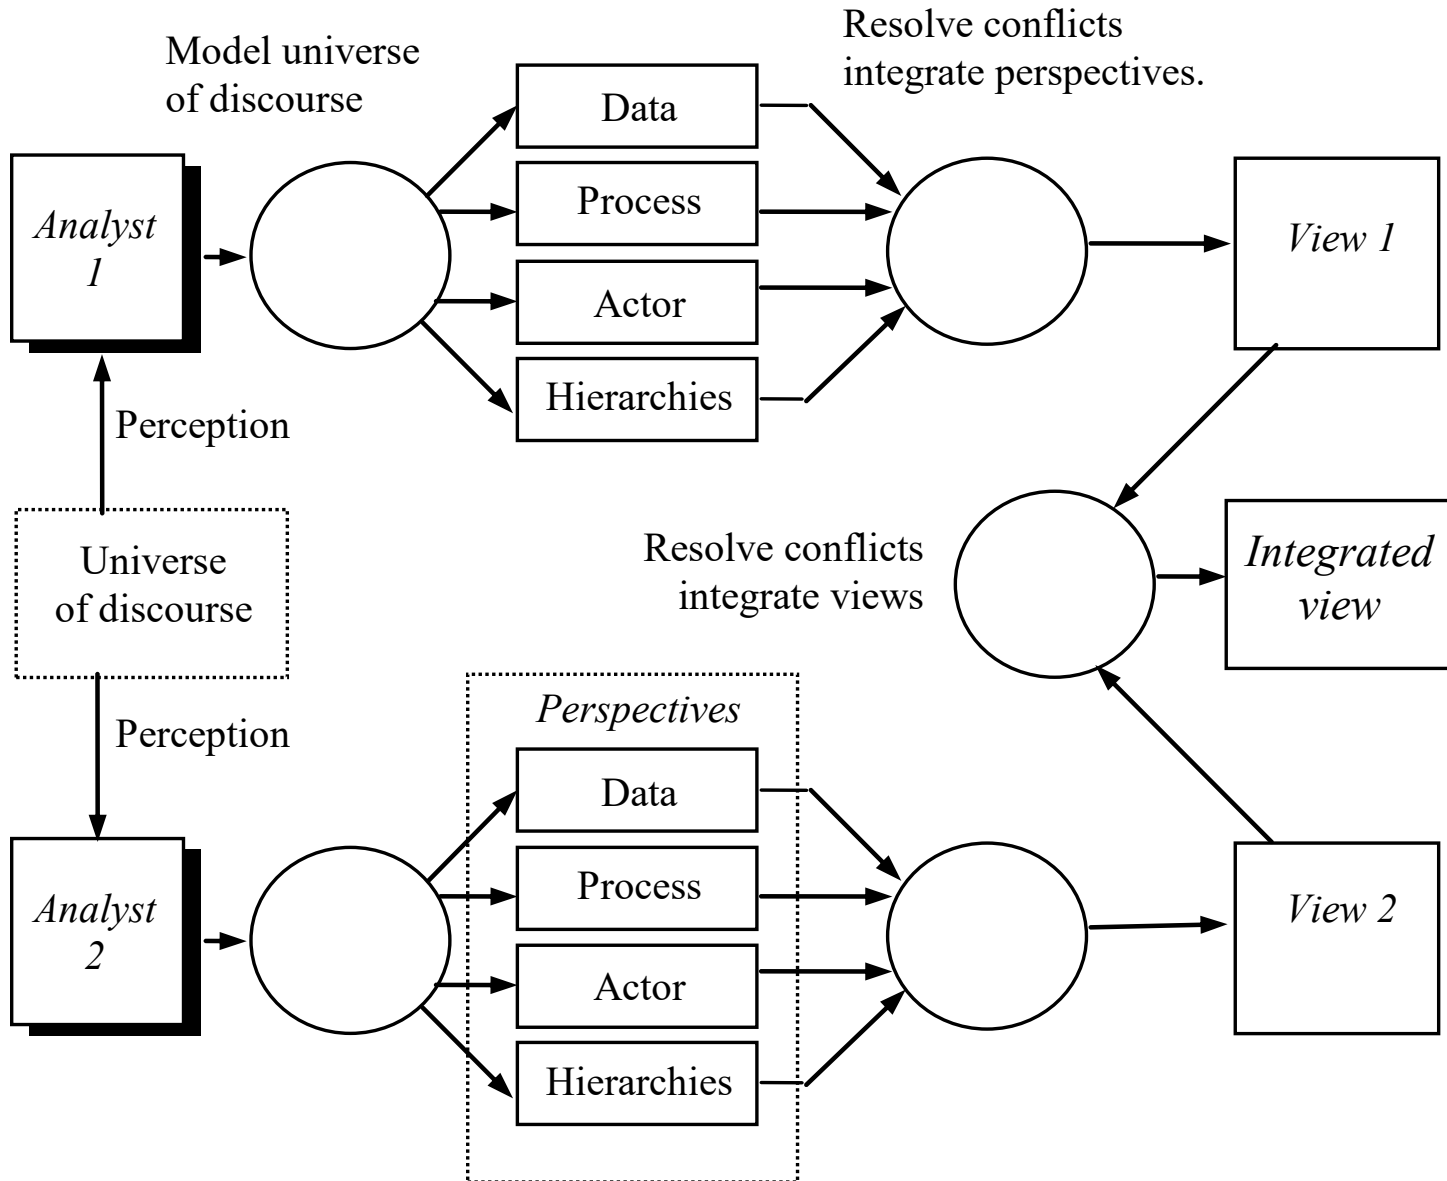 Model universe
of discourse
Resolve conflicts
integrate perspectives.
Data
Process
Actor
Hierarchies
Analyst
1
View 1
Perception
Universe
of discourse
Resolve conflicts
integrate views
Integrated
view
Perception
Perspectives
Data
Process
Actor
Hierarchies
Analyst
2
View 2